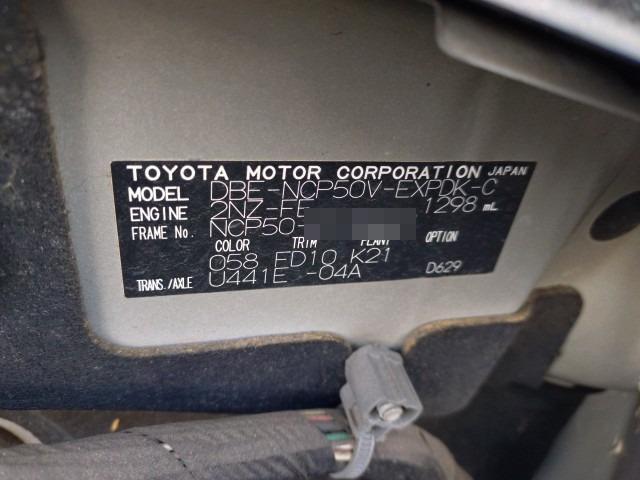 TOYOTA MOTOR CORPORATION JAPAN
MODEL DBE-NCP50V-EXPDK-C
ENGINE 2NZ-FE 1298 mL
FRAME No. NCP50-
COLOR TRIM PLANT OPTION
058 FD10 K21
TRANS./AXLE U441E -04A D629